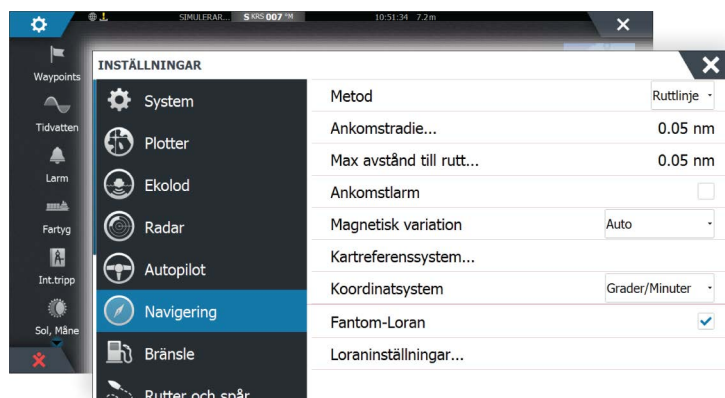 SIMULERAR... S KRS 007 °M 10:51:34 7.2m
Waypoints
Tidvatten
Larm
Fartyg
Int.tripp
Sol, Måne
INSTÄLLNINGAR
System
Plotter
Ekolod
Radar
Autopilot
Navigering
Bränsle
Rutter och spår
Metod Ruttlinje
Ankomstradie... 0.05 nm
Max avstånd till rutt... 0.05 nm
Ankomstlarm
Magnetisk variation Auto
Kartreferenssystem...
Koordinatsystem Grader/Minuter
Fantom-Loran
Loraninställningar...